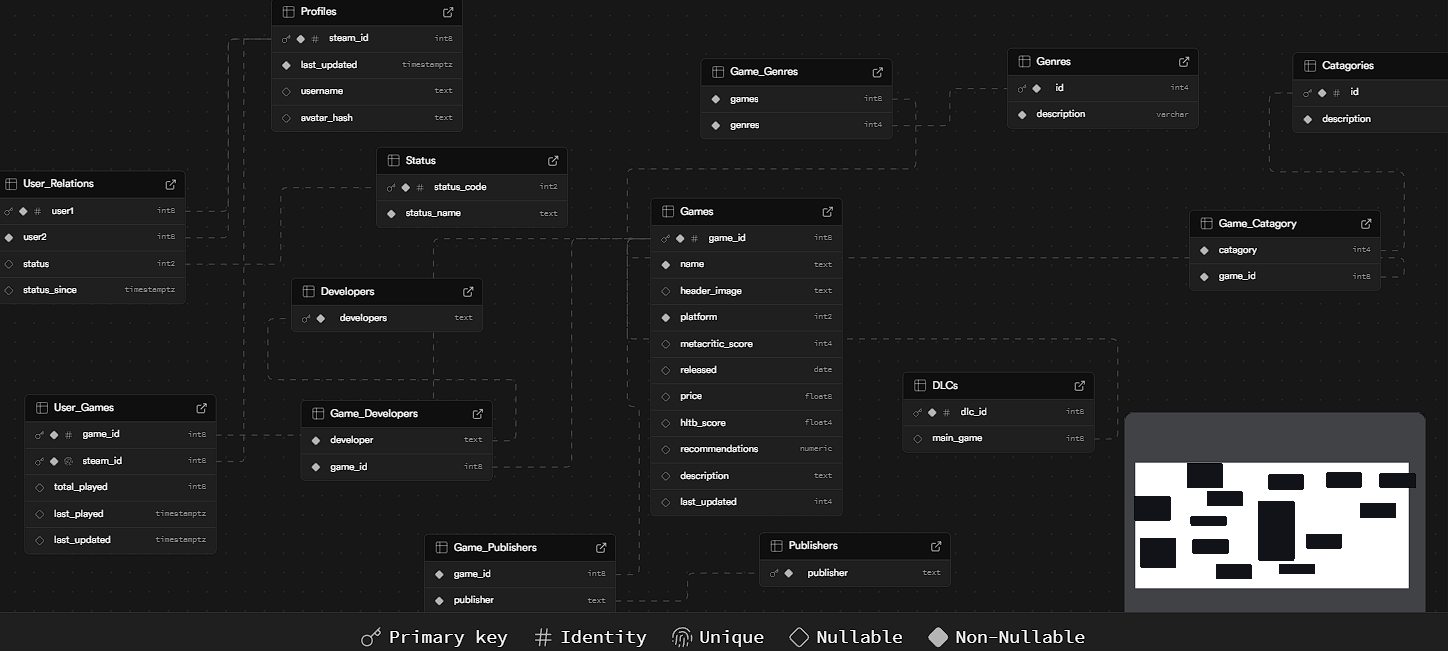 Profiles
steam_id int8
last_updated timestamptz
username text
avatar_hash text
Game_Genres
games int8
genres int4
Genres
id int4
description varchar
Catagories
id
description
Status
status_code int2
status_name text
User_Relations
user1 int8
user2 int8
status int2
status_since timestamptz
Games
game_id int8
name text
header_image text
platform int2
metacritic_score int4
released date
price float8
hltb_score float4
recommendations numeric
description text
last_updated int4
Game_Catagory
catagory int4
game_id int8
Developers
developers text
DLCs
dlc_id int8
main_game int8
User_Games
game_id int8
steam_id int8
total_played int8
last_played timestamptz
last_updated timestamptz
Game_Developers
developer text
game_id int8
Game_Publishers
game_id int8
publisher text
Publishers
publisher text
Primary key Identity Unique Nullable Non-Nullable